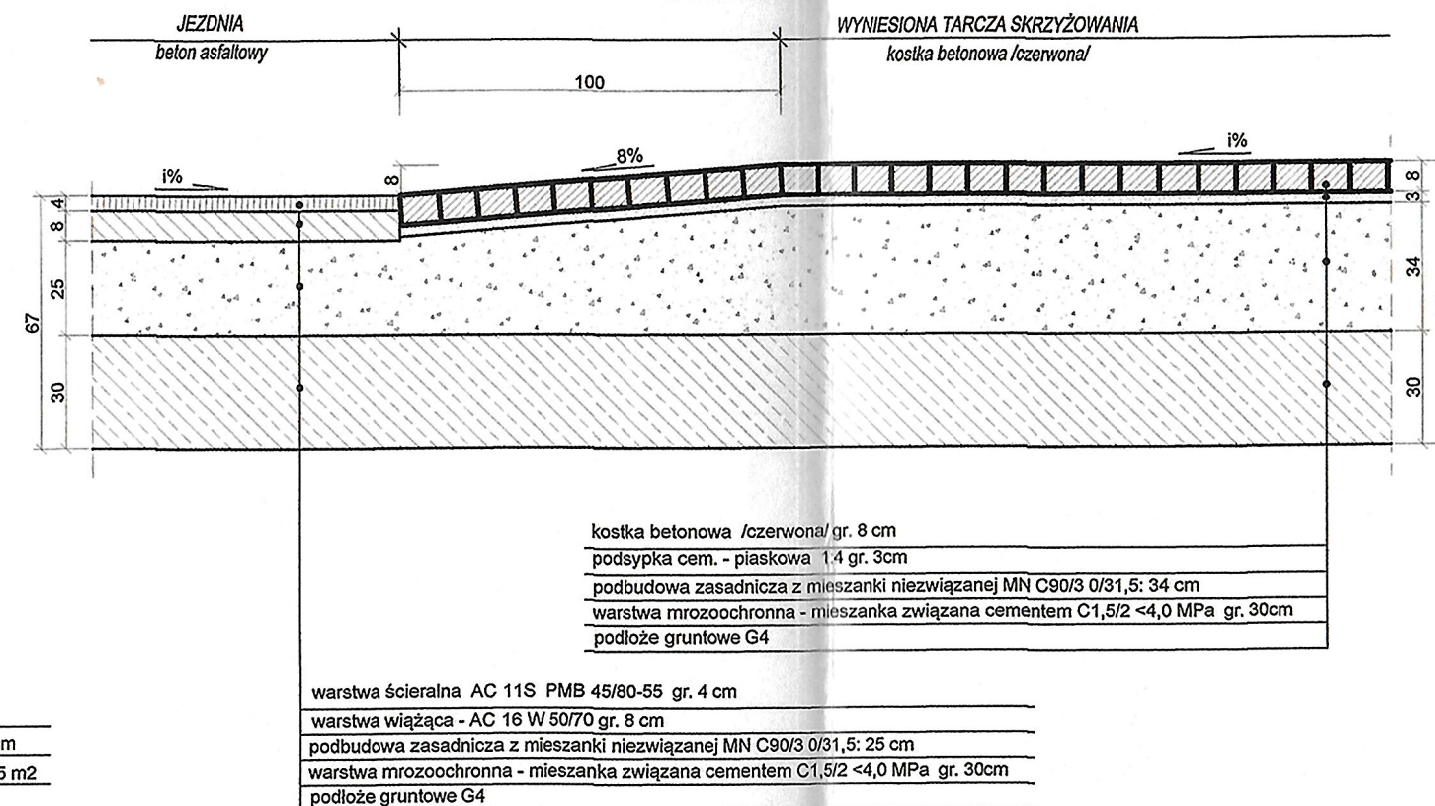 JEZDNIA
beton asfaltowy
WYNIESIONA TARCZA SKRZYŻOWANIA
kostka betonowa /czerwona/
100
i%
8
8%
i%
4
8
25
30
67
8
3
34
30
kostka betonowa /czerwona/ gr. 8 cm
podsypka cem. - piaskowa 1:4 gr. 3cm
podbudowa zasadnicza z mieszanki niezwiązanej MN C90/3 0/31,5: 34 cm
warstwa mrozoochronna - mieszanka związana cementem C1,5/2 <4,0 MPa gr. 30cm
podłoże gruntowe G4
warstwa ścieralna AC 11S PMB 45/80-55 gr. 4 cm
warstwa wiążąca - AC 16 W 50/70 gr. 8 cm
podbudowa zasadnicza z mieszanki niezwiązanej MN C90/3 0/31,5: 25 cm
warstwa mrozoochronna - mieszanka związana cementem C1,5/2 <4,0 MPa gr. 30cm
podłoże gruntowe G4
m
5 m2